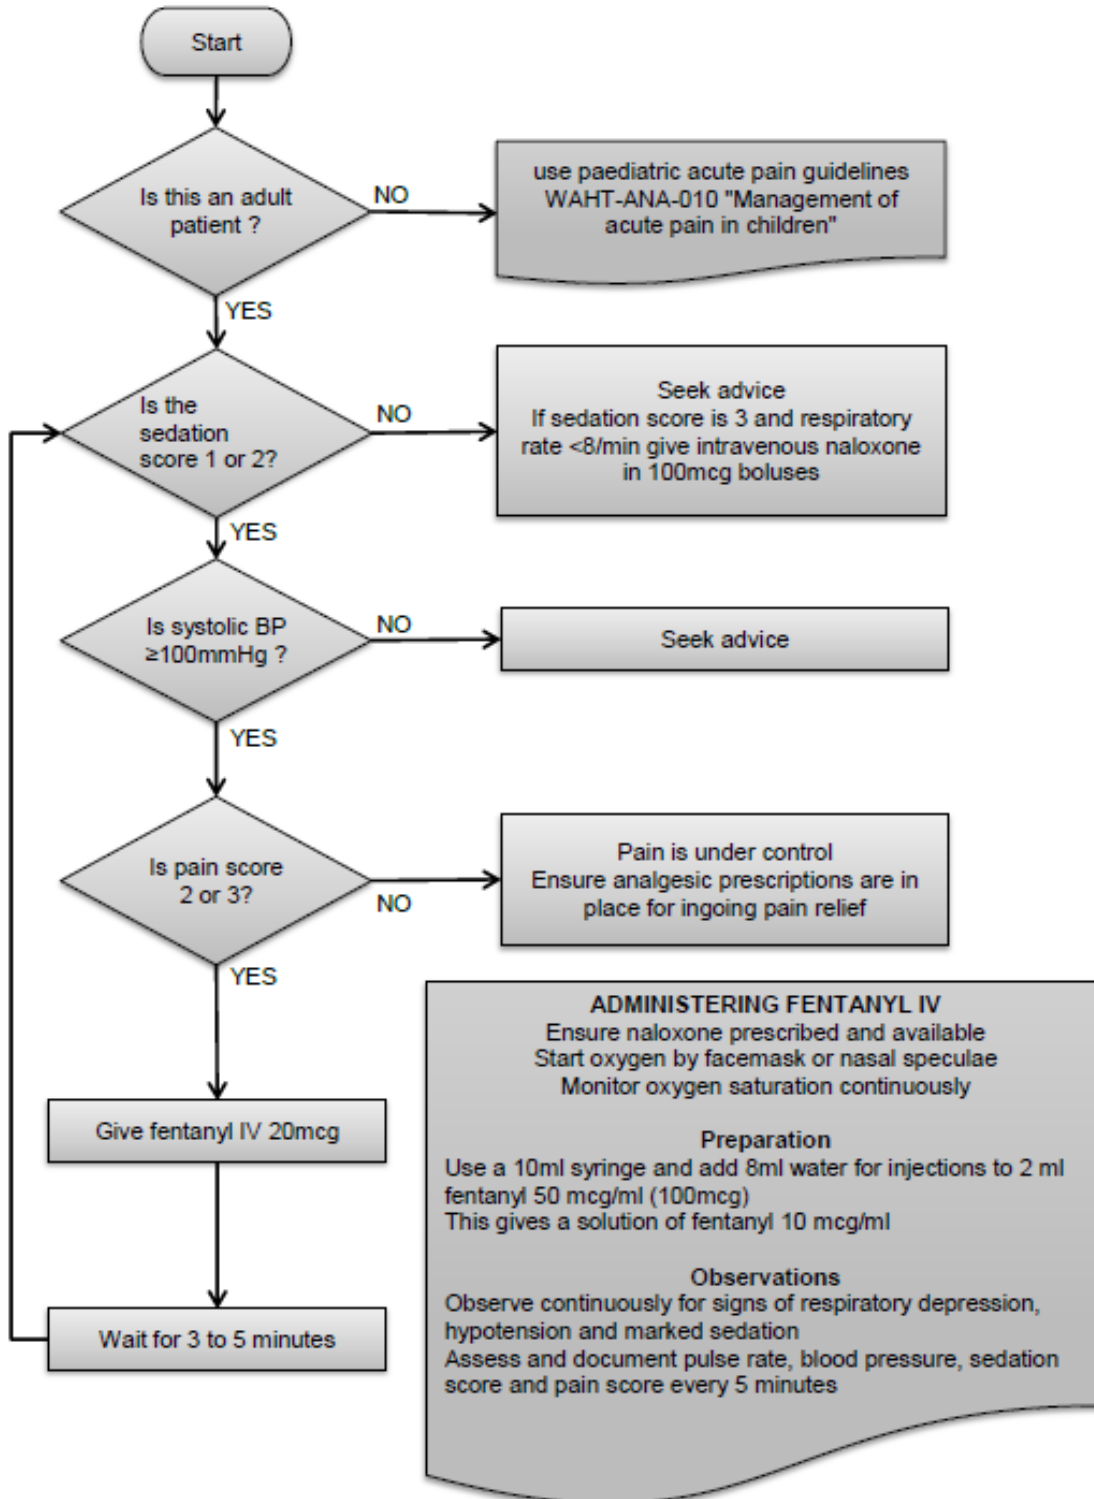 Start
Is this an adult
patient ?
NO
use paediatric acute pain guidelines
WAHT-ANA-010 "Management of
acute pain in children"
YES
Is the
sedation
score 1 or 2?
NO
Seek advice
If sedation score is 3 and respiratory
rate <8/min give intravenous naloxone
in 100mcg boluses
YES
Is systolic BP
≥100mmHg ?
NO
Seek advice
YES
Is pain score
2 or 3?
NO
Pain is under control
Ensure analgesic prescriptions are in
place for ingoing pain relief
YES
Give fentanyl IV 20mcg
Wait for 3 to 5 minutes
ADMINISTERING FENTANYL IV
Ensure naloxone prescribed and available
Start oxygen by facemask or nasal speculae
Monitor oxygen saturation continuously
Preparation
Use a 10ml syringe and add 8ml water for injections to 2 ml
fentanyl 50 mcg/ml (100mcg)
This gives a solution of fentanyl 10 mcg/ml
Observations
Observe continuously for signs of respiratory depression,
hypotension and marked sedation
Assess and document pulse rate, blood pressure, sedation
score and pain score every 5 minutes